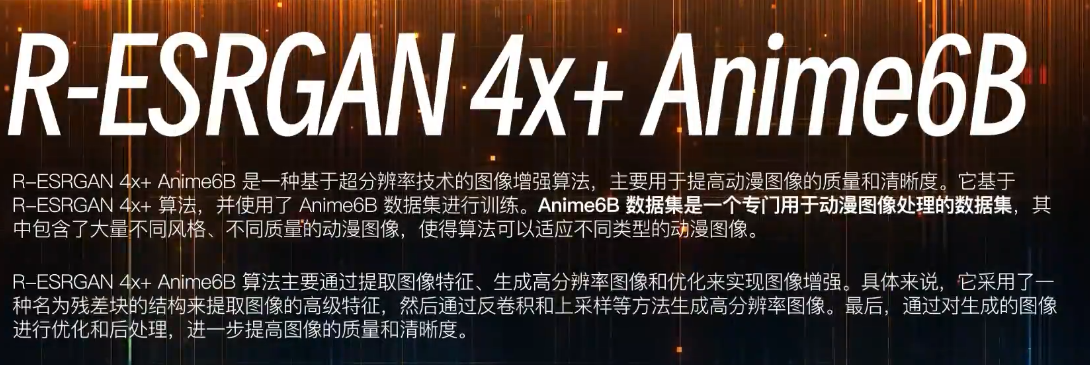 R-ESRGAN 4x+ Anime6B
R-ESRGAN 4x+ Anime6B 是一种基于超分辨率技术的图像增强算法，主要用于提高动漫图像的质量和清晰度。它基于
R-ESRGAN 4x+ 算法，并使用了 Anime6B 数据集进行训练。Anime6B 数据集是一个专门用于动漫图像处理的数据集，其
中包含了大量不同风格、不同质量的动漫图像，使得算法可以适应不同类型的动漫图像。
R-ESRGAN 4x+ Anime6B 算法主要通过提取图像特征、生成高分辨率图像和优化来实现图像增强。具体来说，它采用了一
种名为残差块的结构来提取图像的高级特征，然后通过反卷积和上采样等方法生成高分辨率图像。最后，通过对生成的图像
进行优化和后处理，进一步提高图像的质量和清晰度。